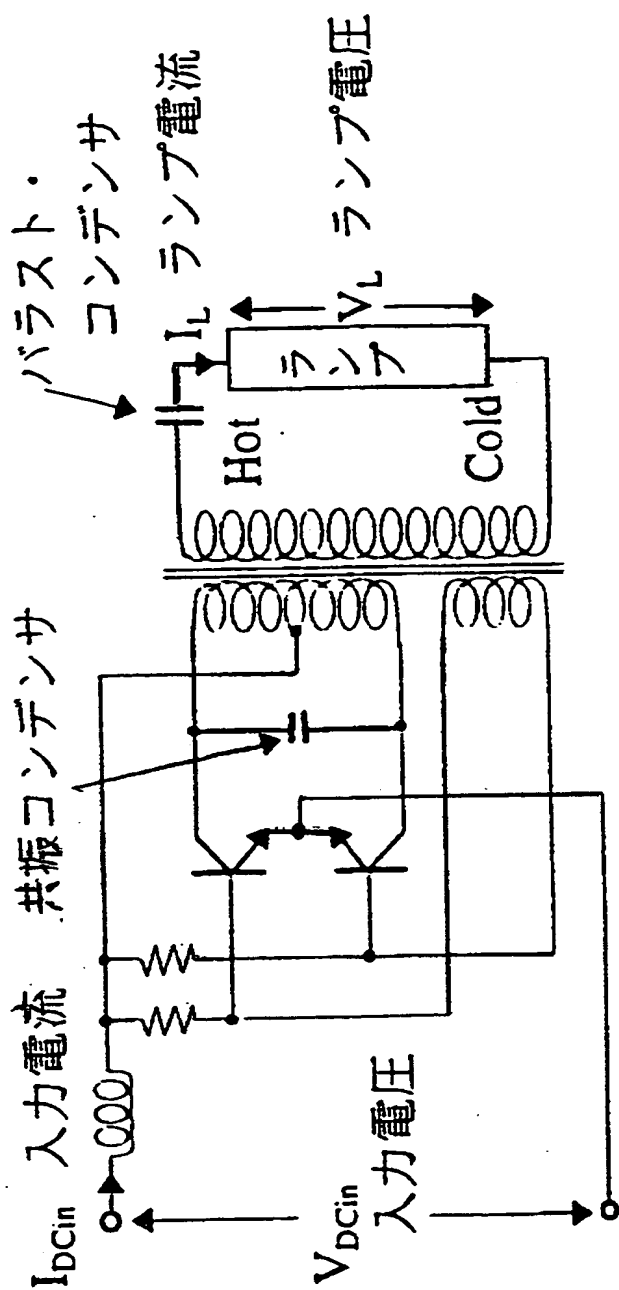 I_DCin
入力電流
共振コンデンサ
バラスト・
コンデンサ
I_L
ランプ電流
Hot
ランプ
V_L
ランプ電圧
Cold
V_DCin
入力電圧